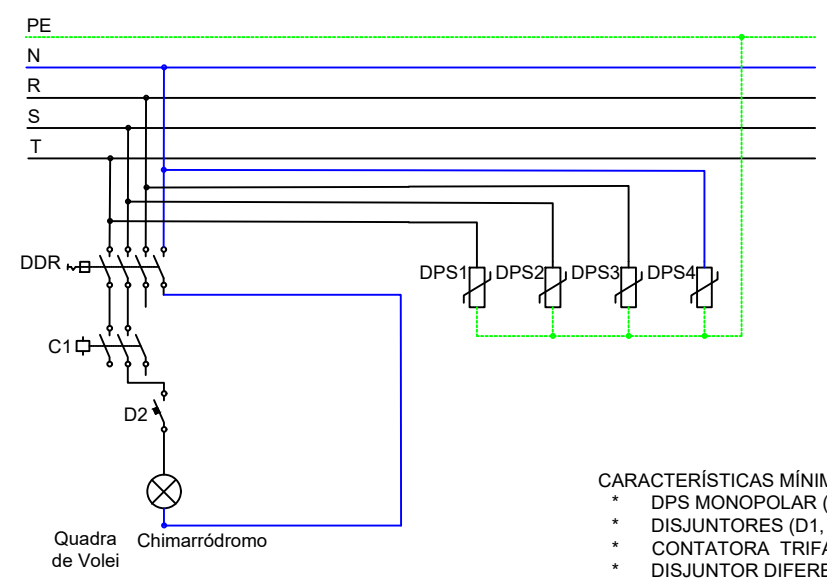 PE
N
R
S
T
DDR
DPS1
DPS2
DPS3
DPS4
C1
D2
Quadra
de Volei
Chimarródromo
CARACTERÍSTICAS MÍNIM
* DPS MONOPOLAR (
* DISJUNTORES (D1,
* CONTATORA TRIFA
* DISJUNTOR DIFERE